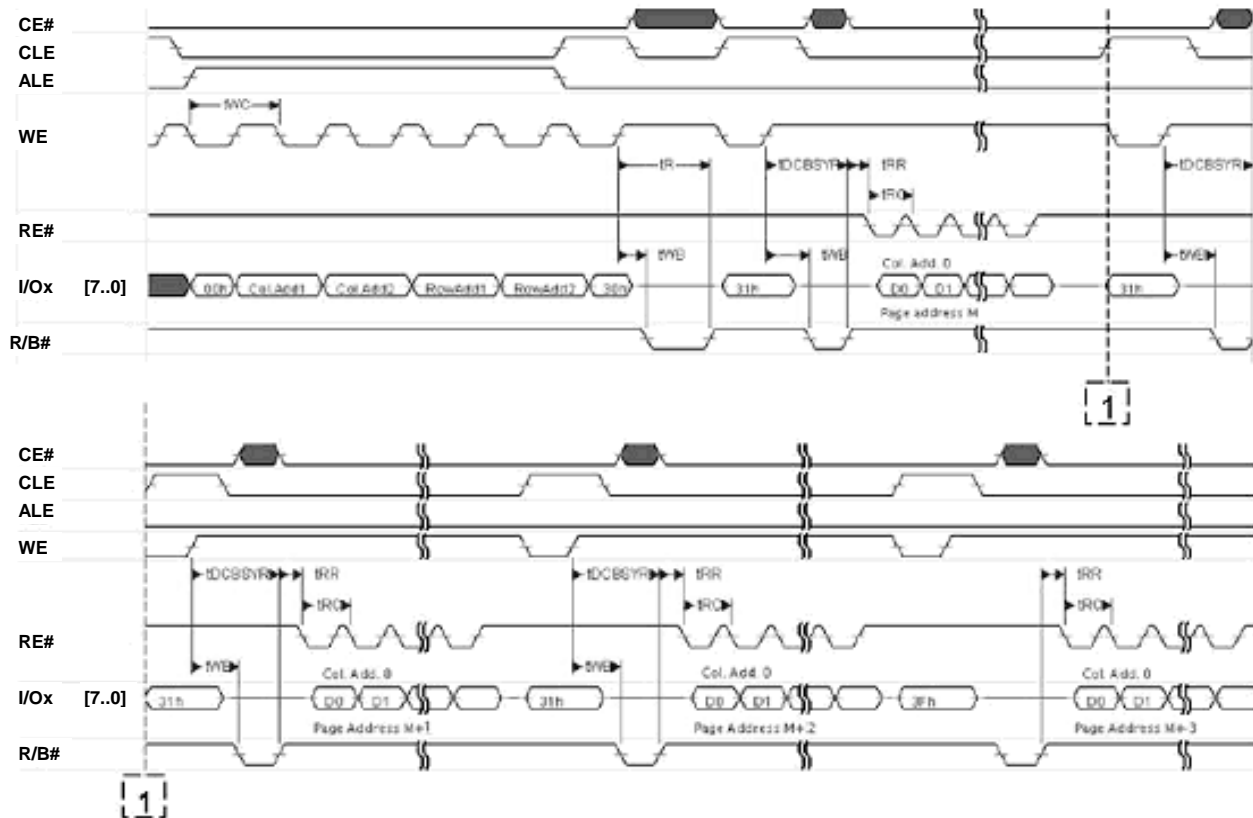 CE#
CLE
ALE
tWC
WE
tR tDCBSYR tRR tDCBSYR
tRC
RE#
tWB tWB tWB
Col. Add. 0
I/Ox [7..0] 00h Col.Add1 Col.Add2 RowAdd1 RowAdd2 30h 31h D0 D1 31h
Page address M
R/B#
1
CE#
CLE
ALE
WE
tDCBSYR tRR tDCBSYR tRR tRR
tRC tRC tRC
RE#
tWB tWB
Col. Add. 0 Col. Add. 0 Col. Add. 0
I/Ox [7..0] 31h D0 D1 31h D0 D1 3Fh D0 D1
Page Address M+1 Page Address M+2 Page Address M+3
R/B#
1